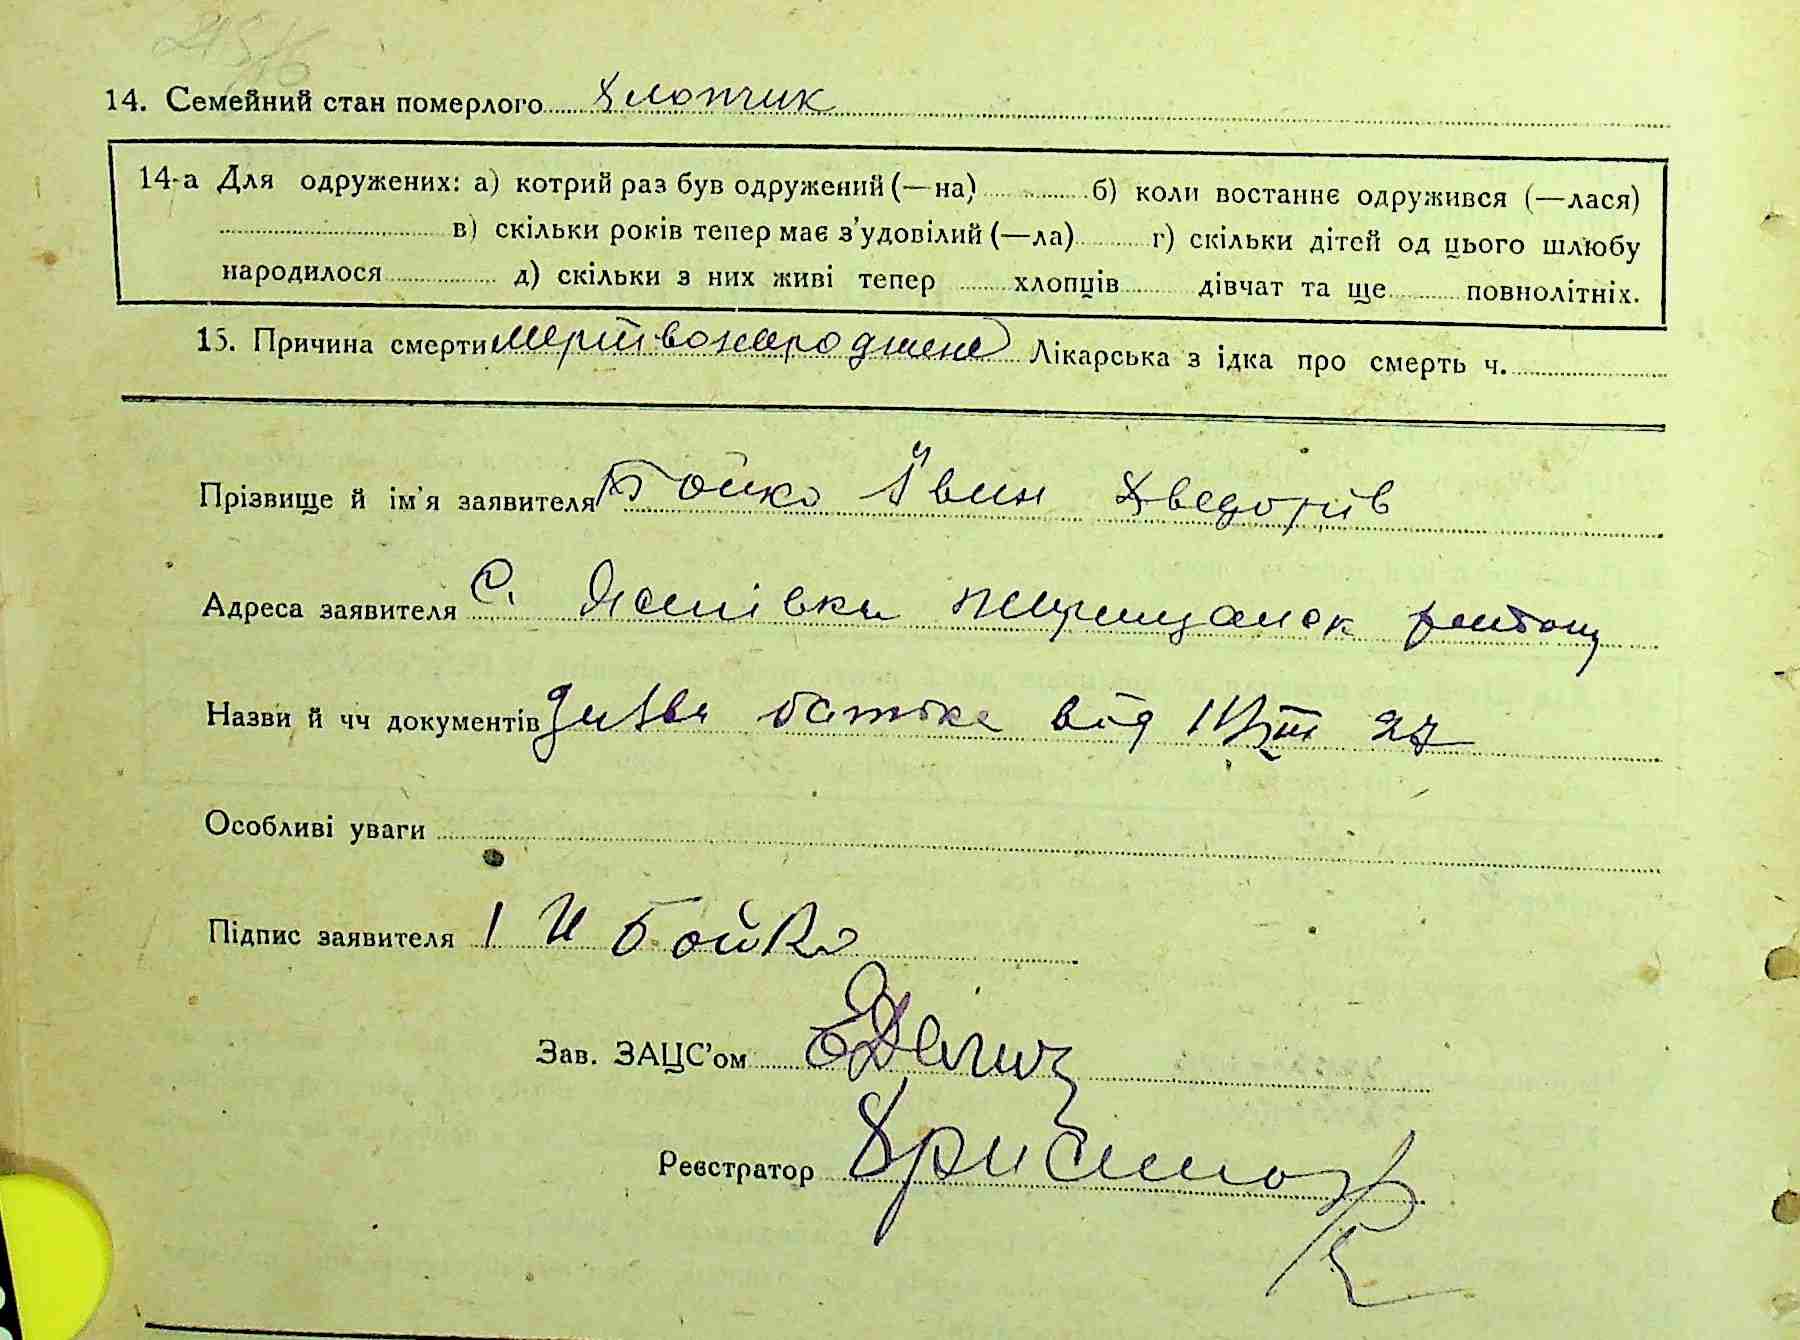 14. Семейний стан померлого хлопчик
14-а Для одружених: а) котрий раз був одружений (—на) б) коли востаннє одружився (—лася)
в) скільки років тепер має з’удовілий (—ла) г) скільки дітей од цього шлюбу
народилося д) скільки з них живі тепер хлопців дівчат та ще повнолітніх.
15. Причина смерти мертвонароджене Лікарська з ідка про смерть ч.
Прізвище й ім’я заявителя Бойко Іван Хведорів
Адреса заявителя С.
Назви й чч документів заява батька від
Особливі уваги
Підпис заявителя І И Бойко
Зав. ЗАЦС’ом
Реєстратор